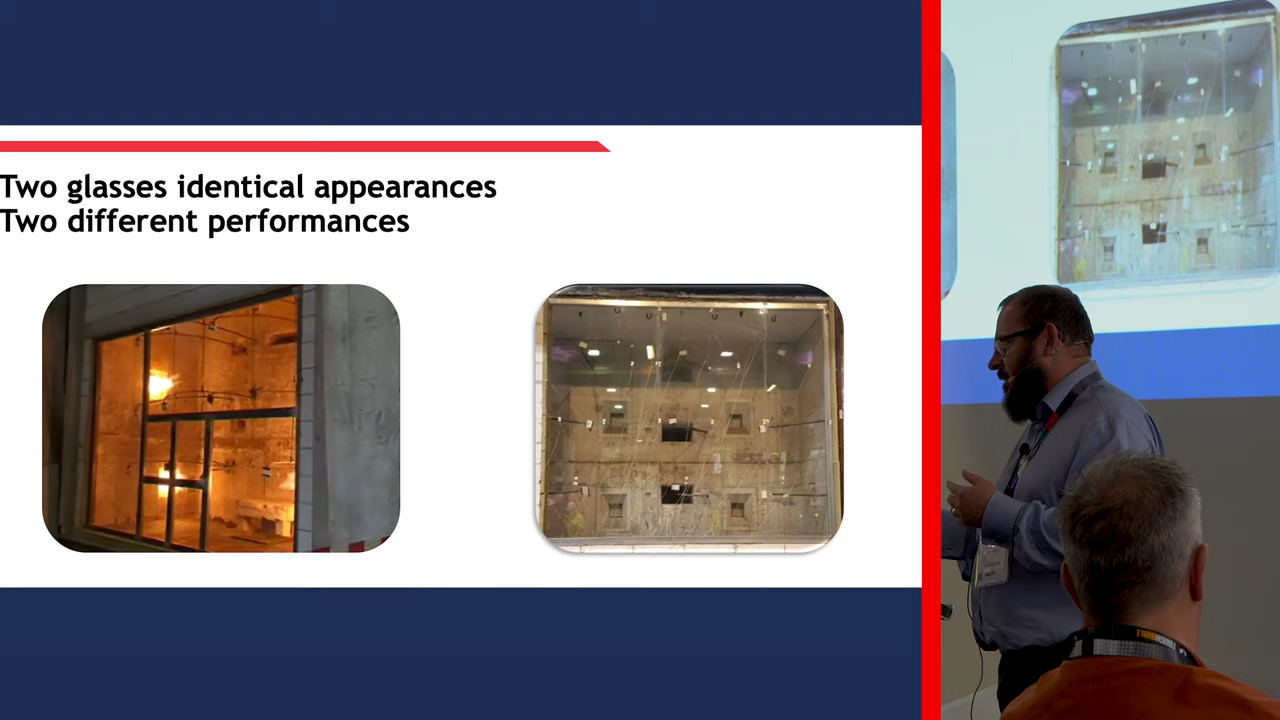 Two glasses identical appearances
Two different performances